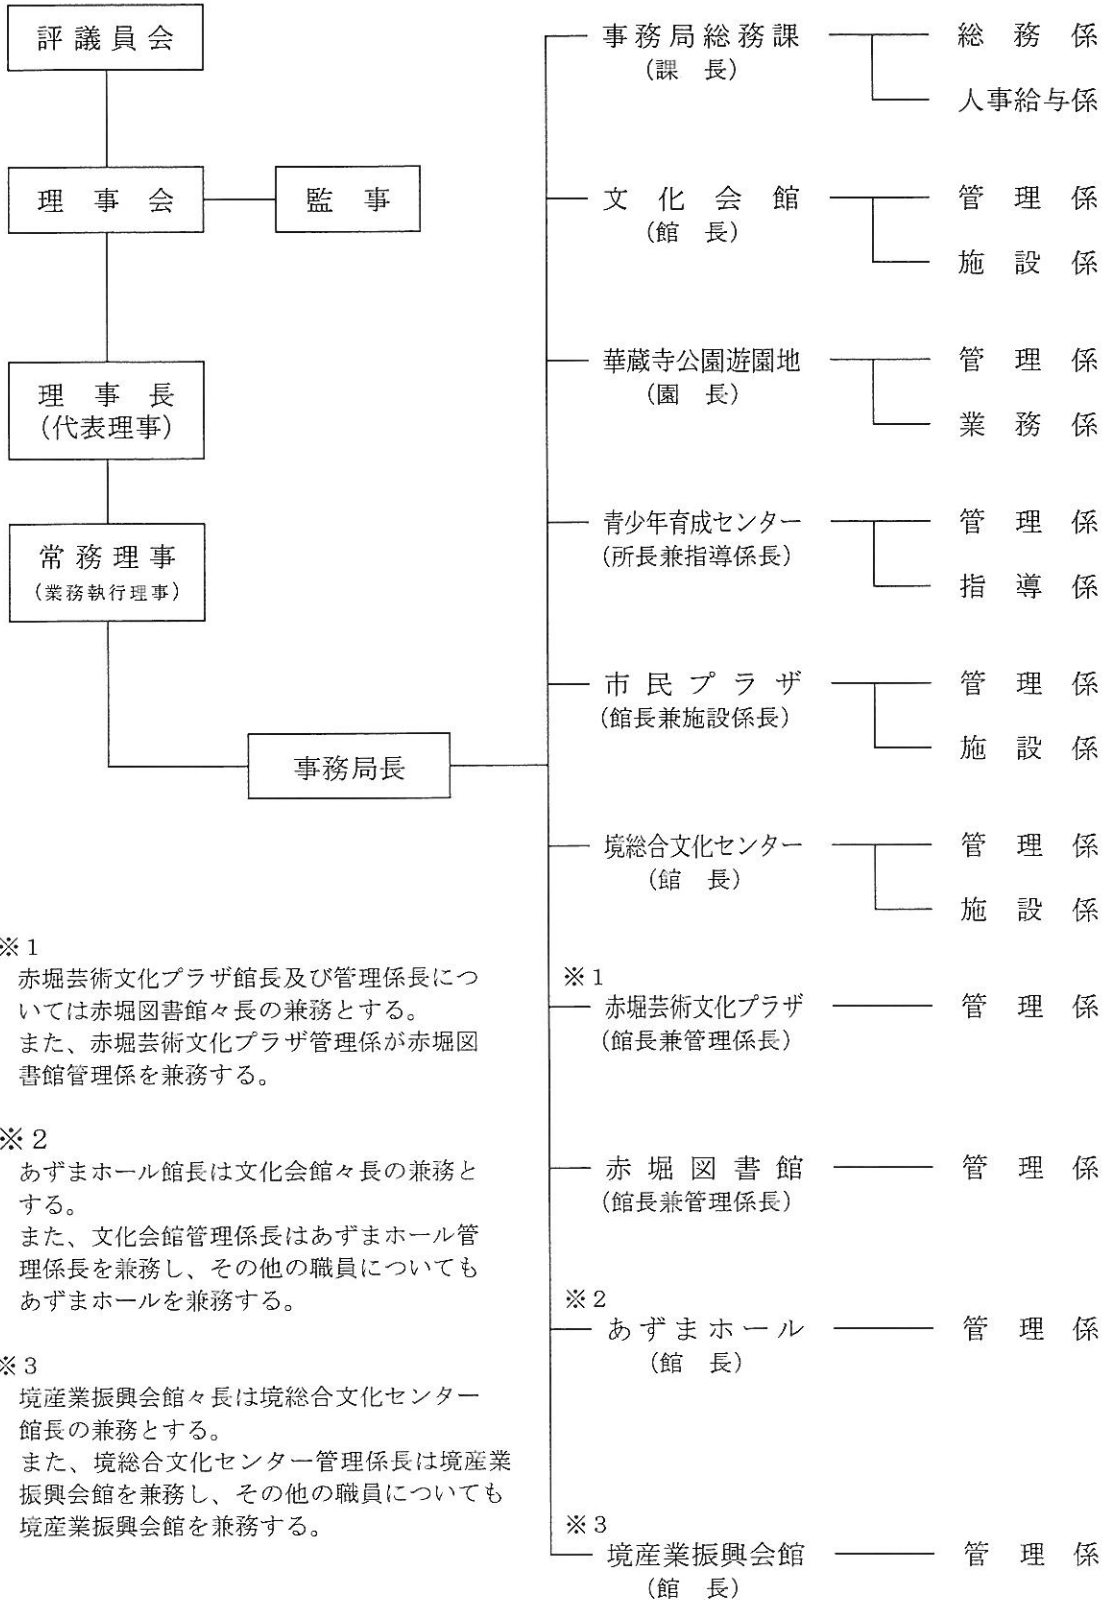 評議員会
理事会
監事
理事長
(代表理事)
常務理事
(業務執行理事)
事務局長
事務局総務課
(課 長)
総務係
人事給与係
文化会館
(館 長)
管理係
施設係
華蔵寺公園遊園地
(園 長)
管理係
業務係
青少年育成センター
(所長兼指導係長)
管理係
指導係
市民プラザ
(館長兼施設係長)
管理係
施設係
境総合文化センター
(館 長)
管理係
施設係
※1
赤堀芸術文化プラザ
(館長兼管理係長)
管理係
赤堀図書館
(館長兼管理係長)
管理係
※2
あずまホール
(館 長)
管理係
※3
境産業振興会館
(館 長)
管理係
※1
赤堀芸術文化プラザ館長及び管理係長につ
いては赤堀図書館々長の兼務とする。
また、赤堀芸術文化プラザ管理係が赤堀図
書館管理係を兼務する。
※2
あずまホール館長は文化会館々長の兼務と
する。
また、文化会館管理係長はあずまホール管
理係長を兼務し、その他の職員についても
あずまホールを兼務する。
※3
境産業振興会館々長は境総合文化センター
館長の兼務とする。
また、境総合文化センター管理係長は境産業
振興会館を兼務し、その他の職員についても
境産業振興会館を兼務する。